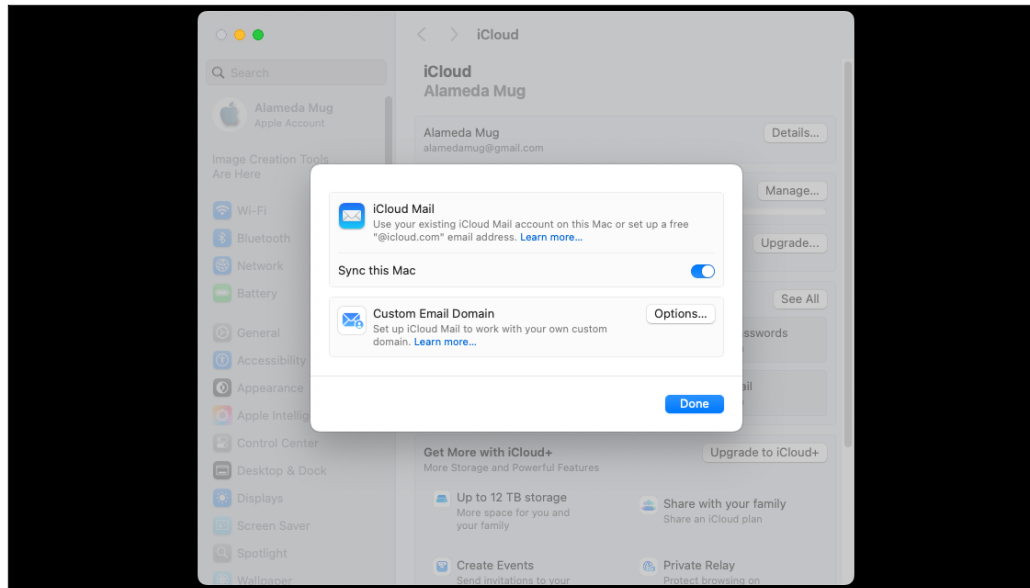 iCloud
Search
iCloud
Alameda Mug
Alameda Mug
Apple Account
Image Creation Tools
Are Here
Wi-Fi
Bluetooth
Network
Battery
General
Accessibility
Appearance
Apple
Control Center
Desktop & Dock
Displays
Screen Saver
Spotlight
Wallpaper
Alameda Mug
alamedamug@gmail.com
Details...
Manage...
Upgrade...
See All
iCloud Mail
Use your existing iCloud Mail account on this Mac or set up a free
"@icloud.com" email address. Learn more...
Sync this Mac
Custom Email Domain
Options...
Set up iCloud Mail to work with your own custom
domain. Learn more...
Done
Get More with iCloud+
More Storage and Powerful Features
Upgrade to iCloud+
Up to 12 TB storage
More space for you and
your family
Share with your family
Share an iCloud plan
Create Events
Send invitations to your
Private Relay
Protect browsing on